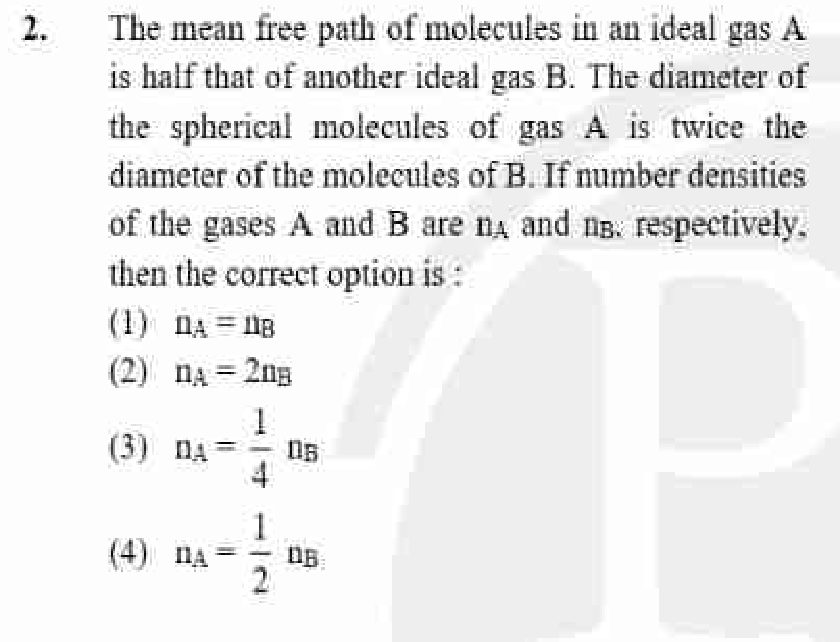 2. The mean free path of molecules in an ideal gas A
is half that of another ideal gas B. The diameter of
the spherical molecules of gas A is twice the
diameter of the molecules of B. If number densities
of the gases A and B are nA and nB, respectively,
then the correct option is :
(1) nA = nB
(2) nA = 2nB
(3) nA = 1/4 nB
(4) nA = 1/2 nB